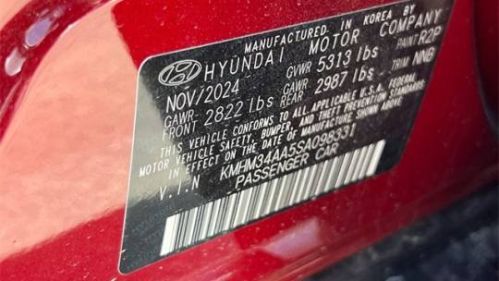 MANUFACTURED IN KOREA BY
HYUNDAI MOTOR COMPANY
NOV/2024 GVWR 5313 lbs PAINT R2P
GAWR FRONT 2822 lbs GAWR REAR 2987 lbs TRIM NNB
THIS VEHICLE CONFORMS TO ALL APPLICABLE U.S.A. FEDERAL
MOTOR VEHICLE SAFETY, BUMPER, AND THEFT PREVENTION
STANDARDS IN EFFECT ON THE DATE OF MANUFACTURE SHOWN ABOVE.
V.I.N KMHM34AA5SA098331
PASSENGER CAR